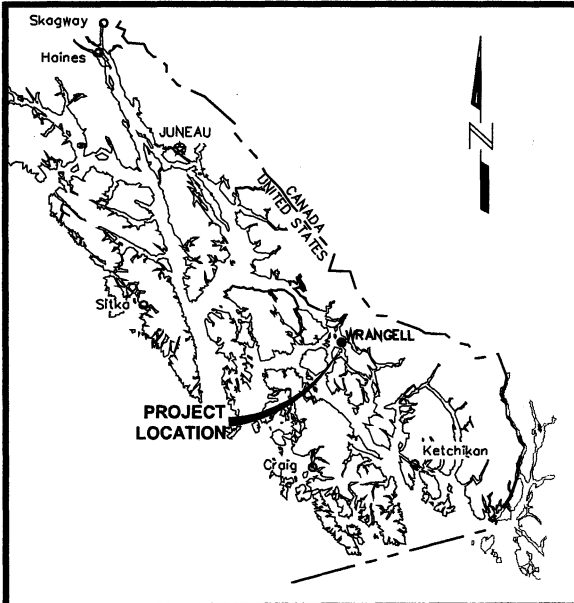 Skagway
Haines
JUNEAU
N
CANADA
UNITED STATES
Sitka
WRANGELL
PROJECT
LOCATION
Craig
Ketchikan